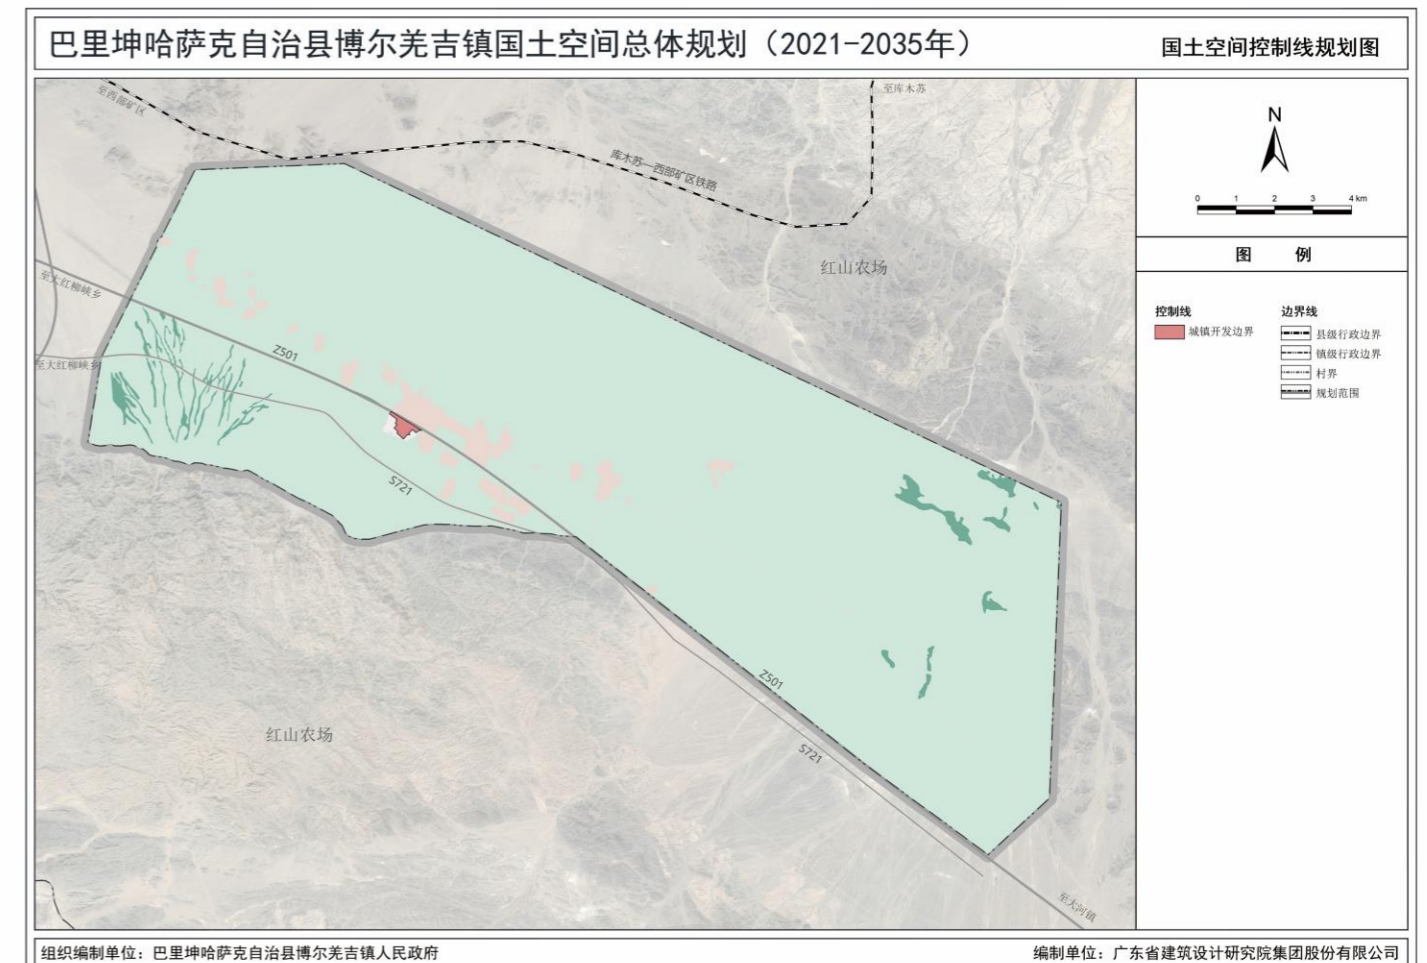 巴里坤哈萨克自治县博尔羌吉镇国土空间总体规划（2021-2035年）
国土空间控制线规划图
至西部矿区
至库木苏
库木苏—西部矿区铁路
红山农场
至大红柳峡乡
Z501
至大红柳峡乡
S721
Z501
红山农场
S721
至大河镇
N
0 1 2 3 4 km
图 例
控制线
城镇开发边界
边界线
县级行政边界
镇级行政边界
村界
规划范围
组织编制单位：巴里坤哈萨克自治县博尔羌吉镇人民政府
编制单位：广东省建筑设计研究院集团股份有限公司